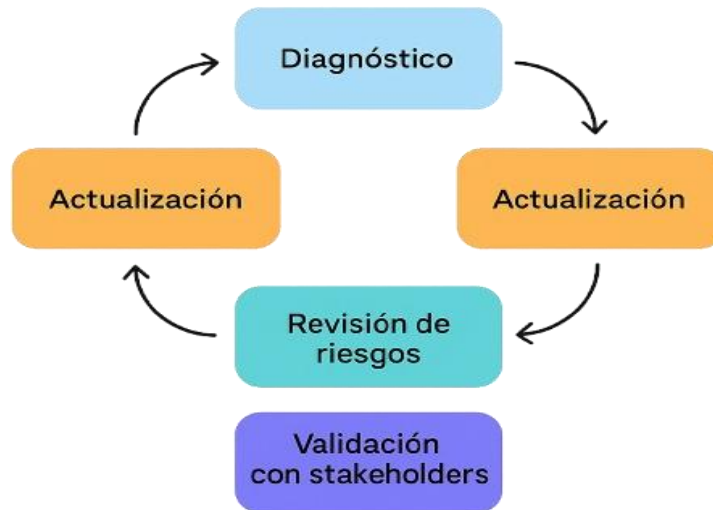 Diagnóstico
Actualización
Actualización
Revisión de
riesgos
Validación
con stakeholders